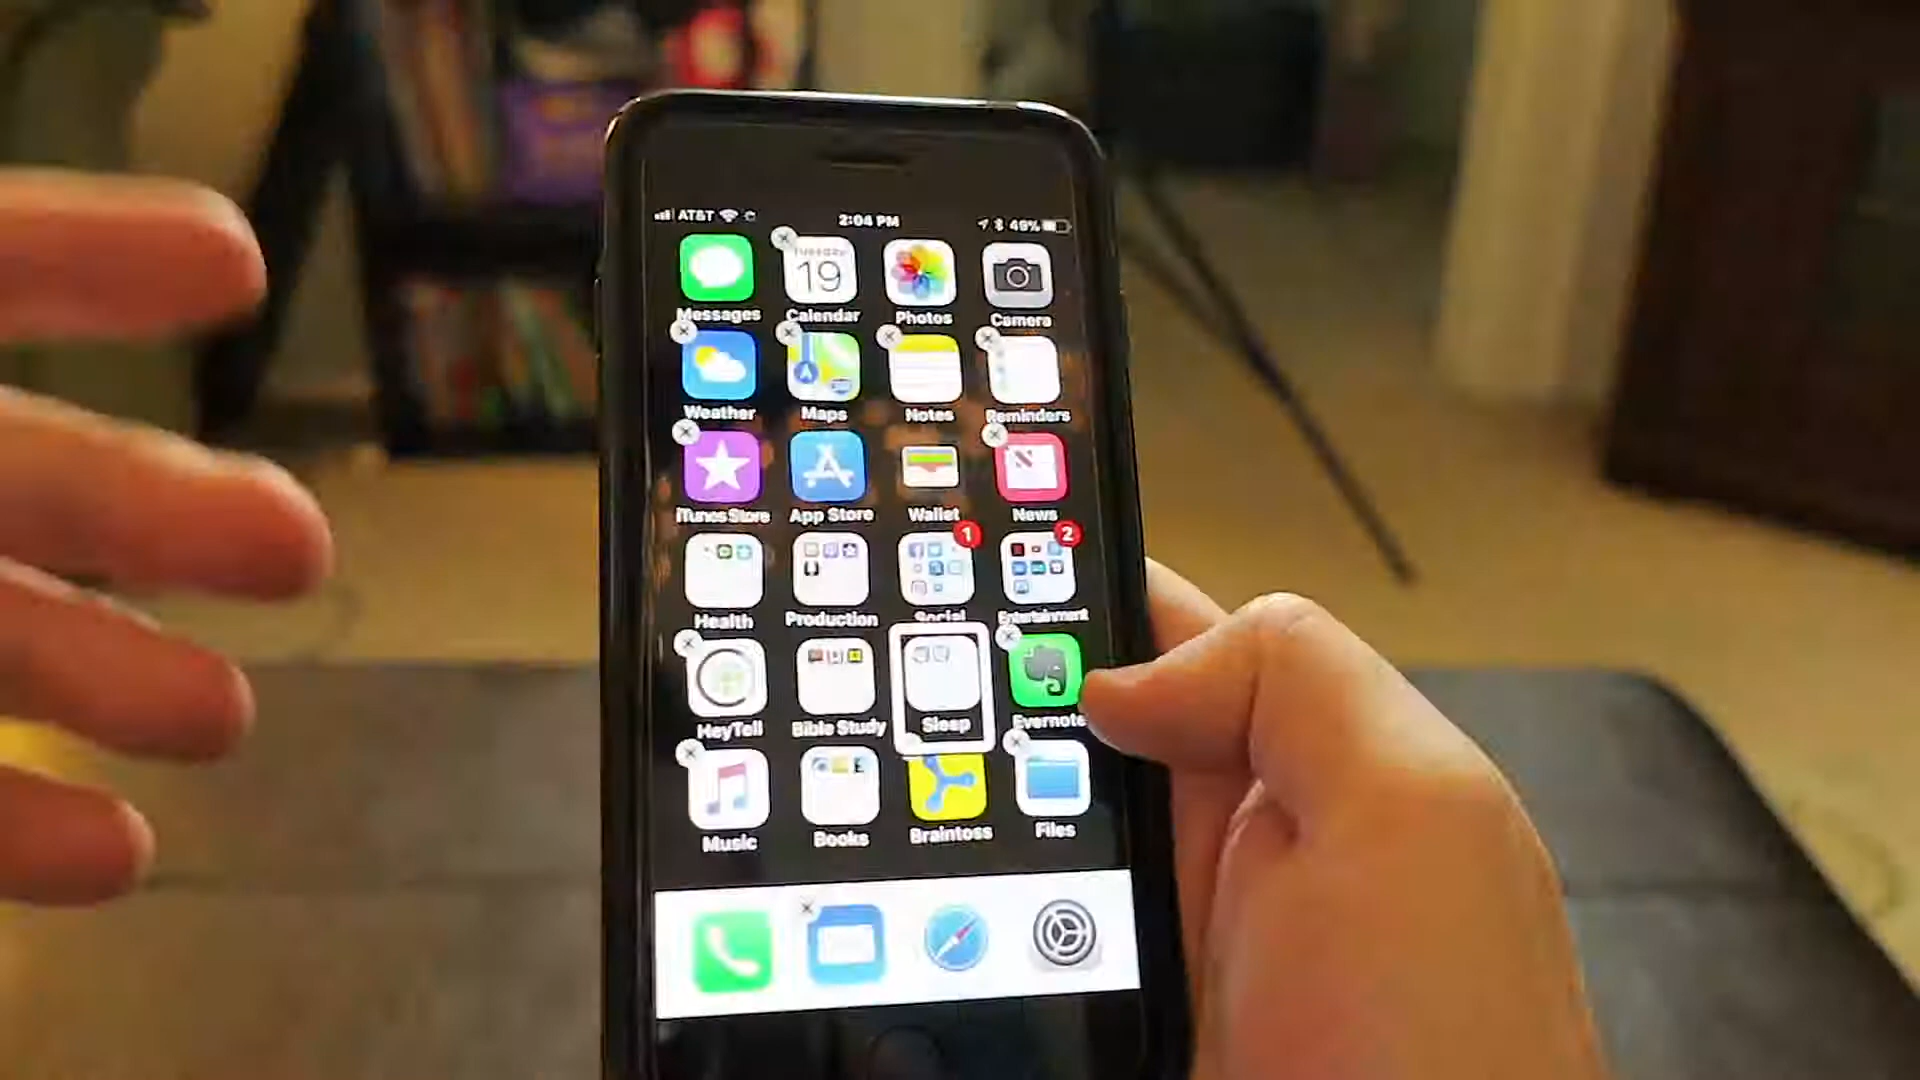 AT&T 2:04 PM 49%
Tuesday
19
Messages Calendar Photos Camera
Weather Maps Notes Reminders
iTunes Store App Store Wallet News
1 2
Health Production Social Entertainment
HeyTell Bible Study Sleep Evernote
Music Books Braintoss Files